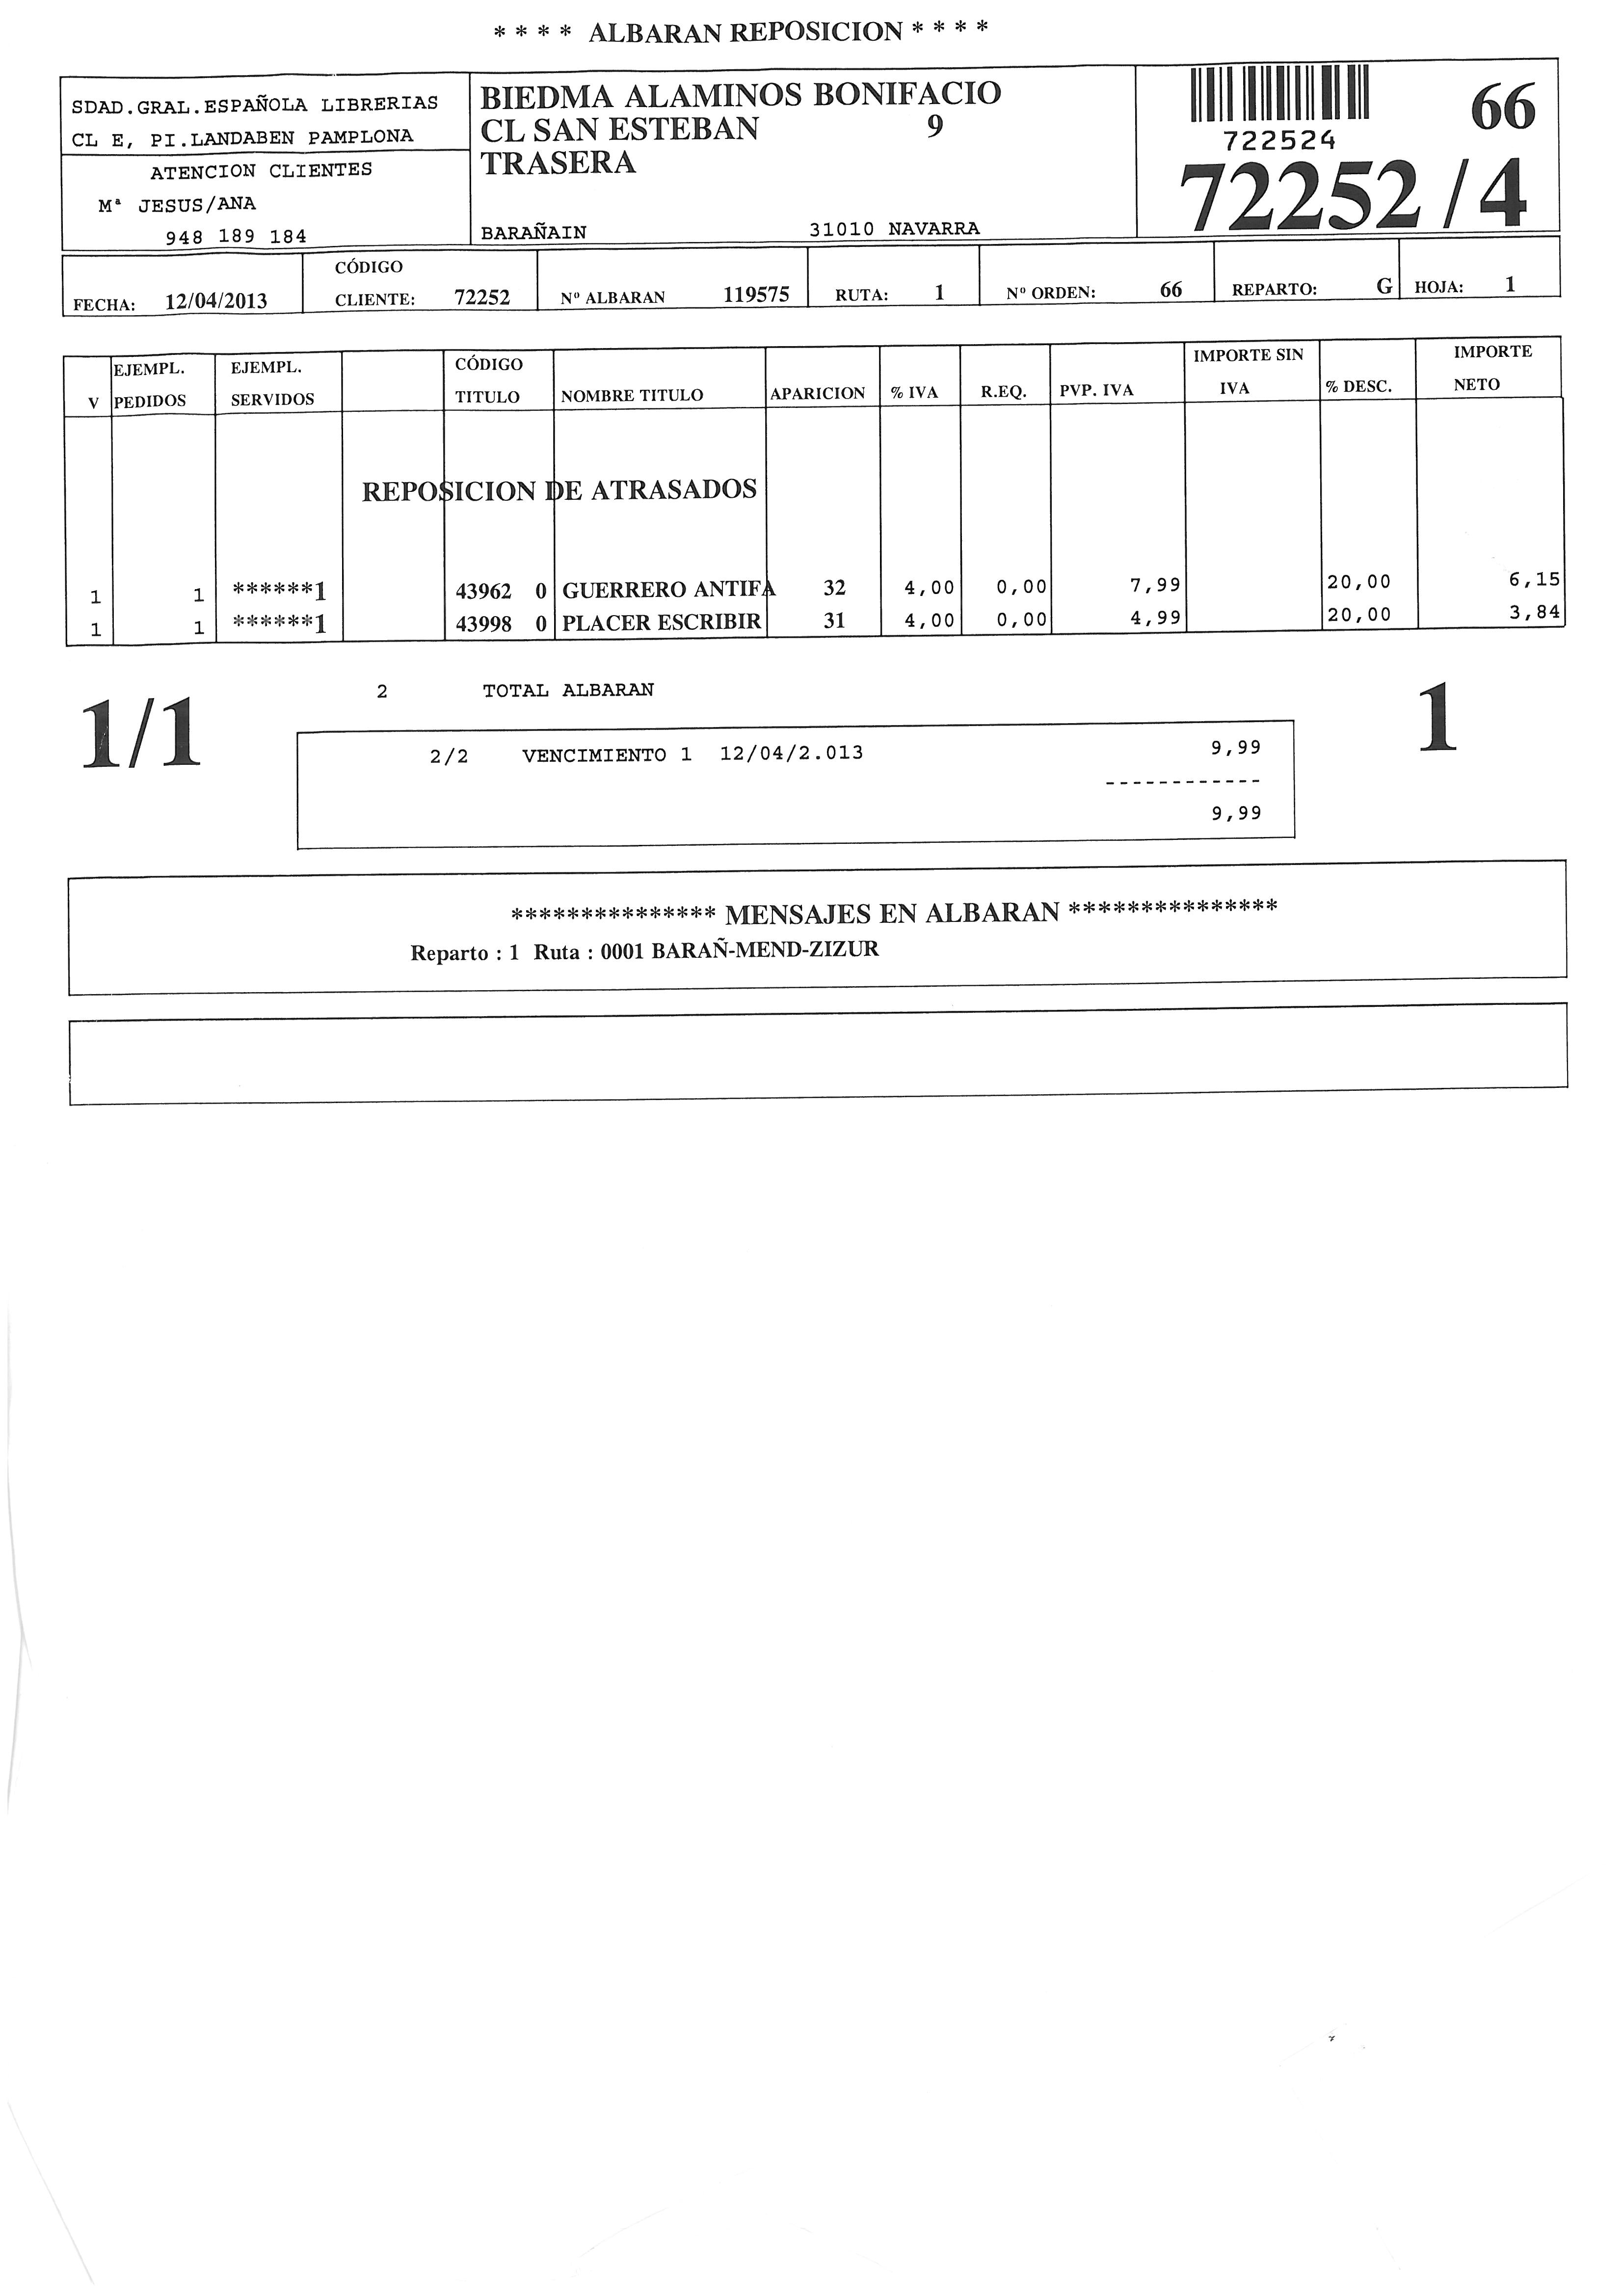 * * * * ALBARAN REPOSICION * * * *
SDAD.GRAL.ESPAÑOLA LIBRERIAS
CL E, PI.LANDABEN PAMPLONA
ATENCION CLIENTES
Mª JESUS/ANA
948 189 184
BIEDMA ALAMINOS BONIFACIO
CL SAN ESTEBAN 9
TRASERA
BARAÑAIN 31010 NAVARRA
722524
66
72252 / 4
FECHA: 12/04/2013
CÓDIGO
CLIENTE: 72252
Nº ALBARAN 119575
RUTA: 1
Nº ORDEN: 66
REPARTO: G
HOJA: 1
V
EJEMPL.
PEDIDOS
EJEMPL.
SERVIDOS
CÓDIGO
TITULO
NOMBRE TITULO
APARICION
% IVA
R.EQ.
PVP. IVA
IMPORTE SIN
IVA
% DESC.
IMPORTE
NETO
REPOSICION DE ATRASADOS
1 1 ******1 43962 0 GUERRERO ANTIFA 32 4,00 0,00 7,99 20,00 6,15
1 1 ******1 43998 0 PLACER ESCRIBIR 31 4,00 0,00 4,99 20,00 3,84
1/1
2 TOTAL ALBARAN
1
2/2 VENCIMIENTO 1 12/04/2.013 9,99
------------
9,99
*************** MENSAJES EN ALBARAN ***************
Reparto : 1 Ruta : 0001 BARAÑ-MEND-ZIZUR